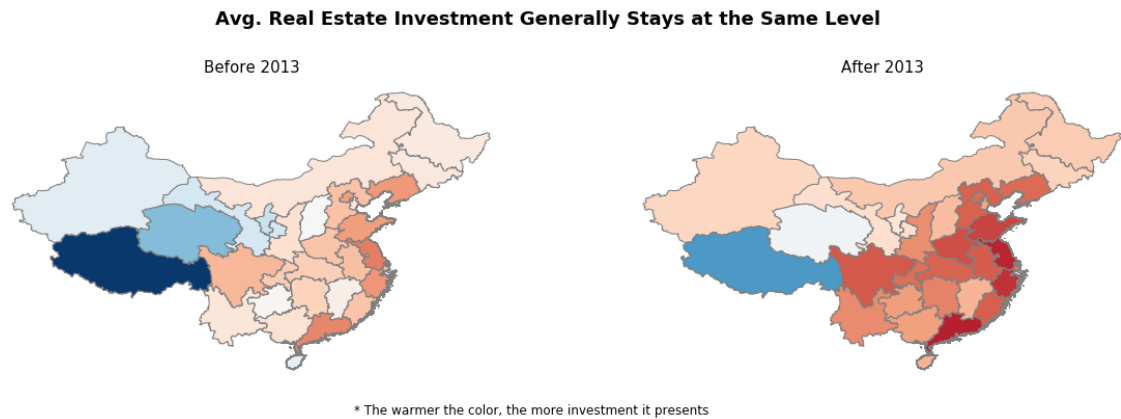 Avg. Real Estate Investment Generally Stays at the Same Level
Before 2013
After 2013
* The warmer the color, the more investment it presents